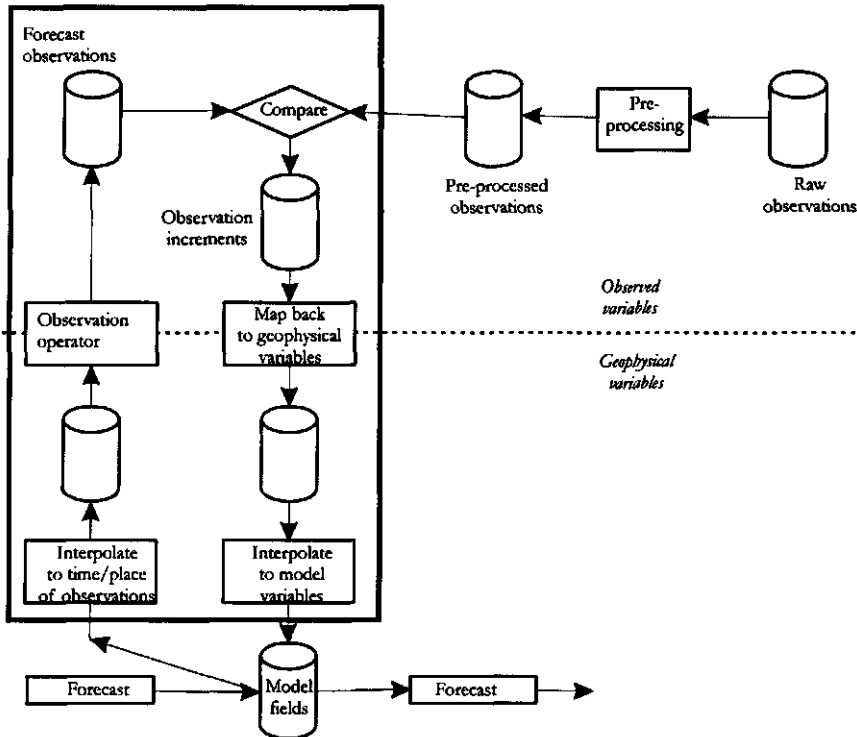 Forecast
observations
Compare
Pre-
processing
Pre-processed
observations
Raw
observations
Observation
increments
Observed
variables
Observation
operator
Map back
to geophysical
variables
Geophysical
variables
Interpolate
to time/place
of observations
Interpolate
to model
variables
Forecast
Model
fields
Forecast